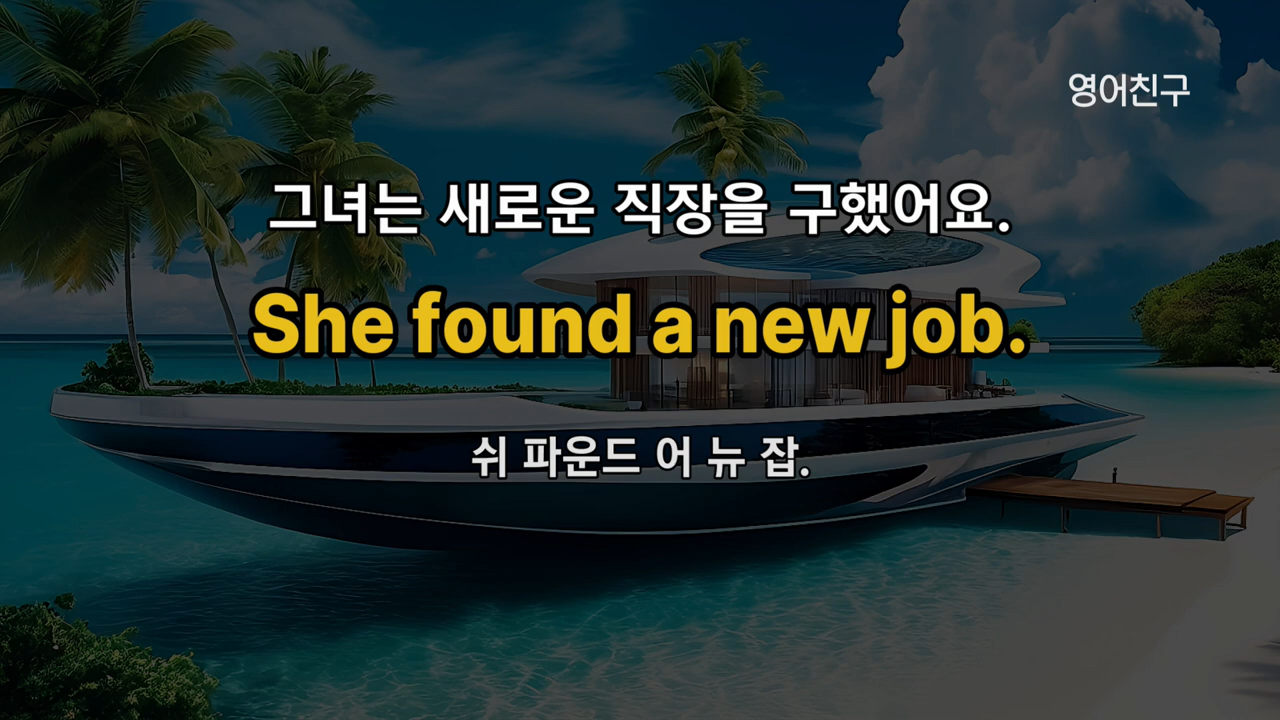 영어친구
그녀는 새로운 직장을 구했어요.
She found a new job.
쉬 파운드 어 뉴 잡.